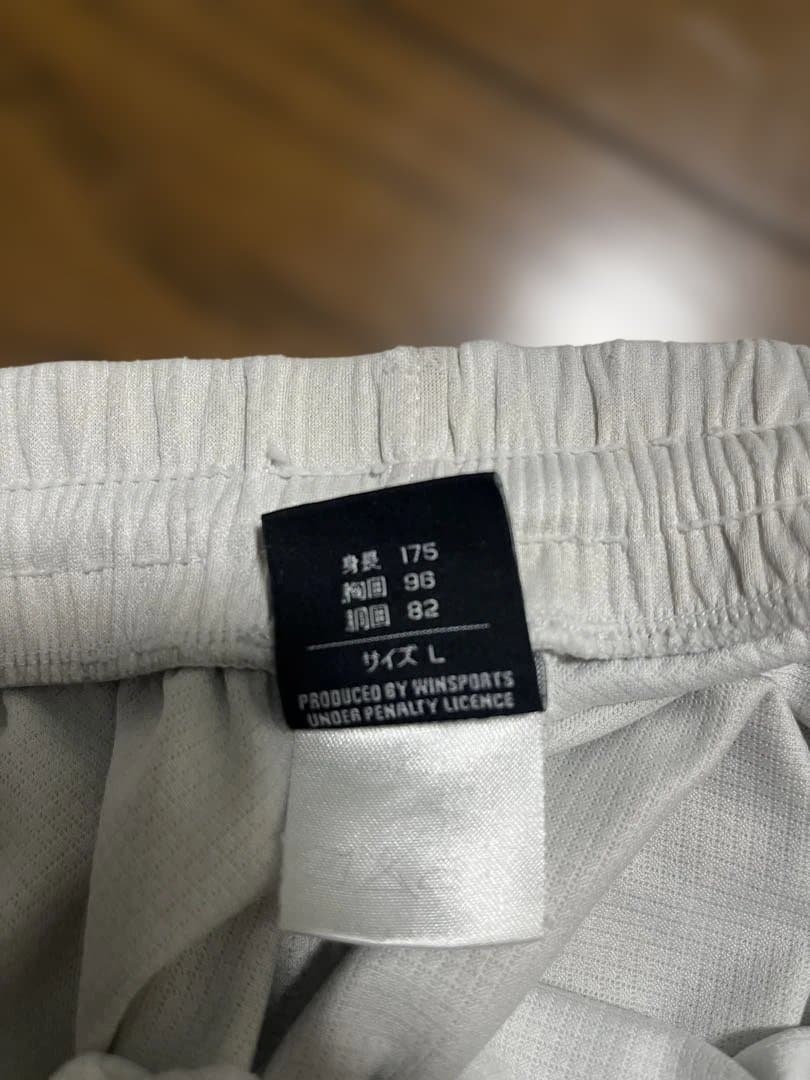 身長 175
胸囲 96
胴囲 82
サイズ L
PRODUCED BY WINSPORTS
UNDER PENALTY LICENCE